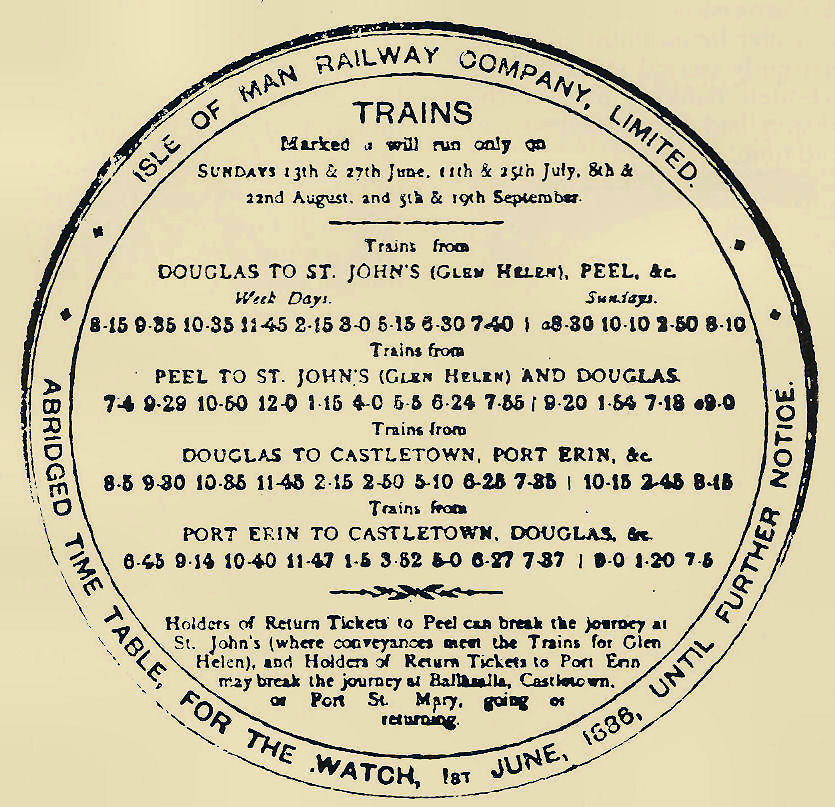 ISLE OF MAN RAILWAY COMPANY, LIMITED.
TRAINS
Marked a will run only on
SUNDAYS 13th & 27th June, 11th & 25th July, 8th &
22nd August, and 5th & 19th September.
Trains from
DOUGLAS TO ST. JOHN'S (GLEN HELEN), PEEL, &c.
Week Days. Sundays.
8-15 9-35 10-35 11-45 2-15 3-0 5-15 6-30 7-40 | a8-30 10-10 2-50 8-10
Trains from
PEEL TO ST. JOHN'S (GLEN HELEN) AND DOUGLAS.
7-4 9-29 10-50 12-0 1-15 4-0 5-5 6-24 7-55 | 9-20 1-54 7-18 a9-0
Trains from
DOUGLAS TO CASTLETOWN, PORT ERIN, &c.
8-5 9-30 10-35 11-45 2-15 2-50 5-10 6-25 7-35 | 10-15 2-45 8-15
Trains from
PORT ERIN TO CASTLETOWN, DOUGLAS, &c.
6-45 9-14 10-40 11-47 1-5 3-52 5-0 6-27 7-37 | 9-0 1-20 7-5
Holders of Return Tickets to Peel can break the journey at
St. John's (where conveyances meet the Trains for Glen
Helen), and Holders of Return Tickets to Port Erin
may break the journey at Ballasalla, Castletown,
or Port St. Mary, going or
returning.
ABRIDGED TIME TABLE, FOR THE WATCH, 1ST JUNE, 1886, UNTIL FURTHER NOTICE.